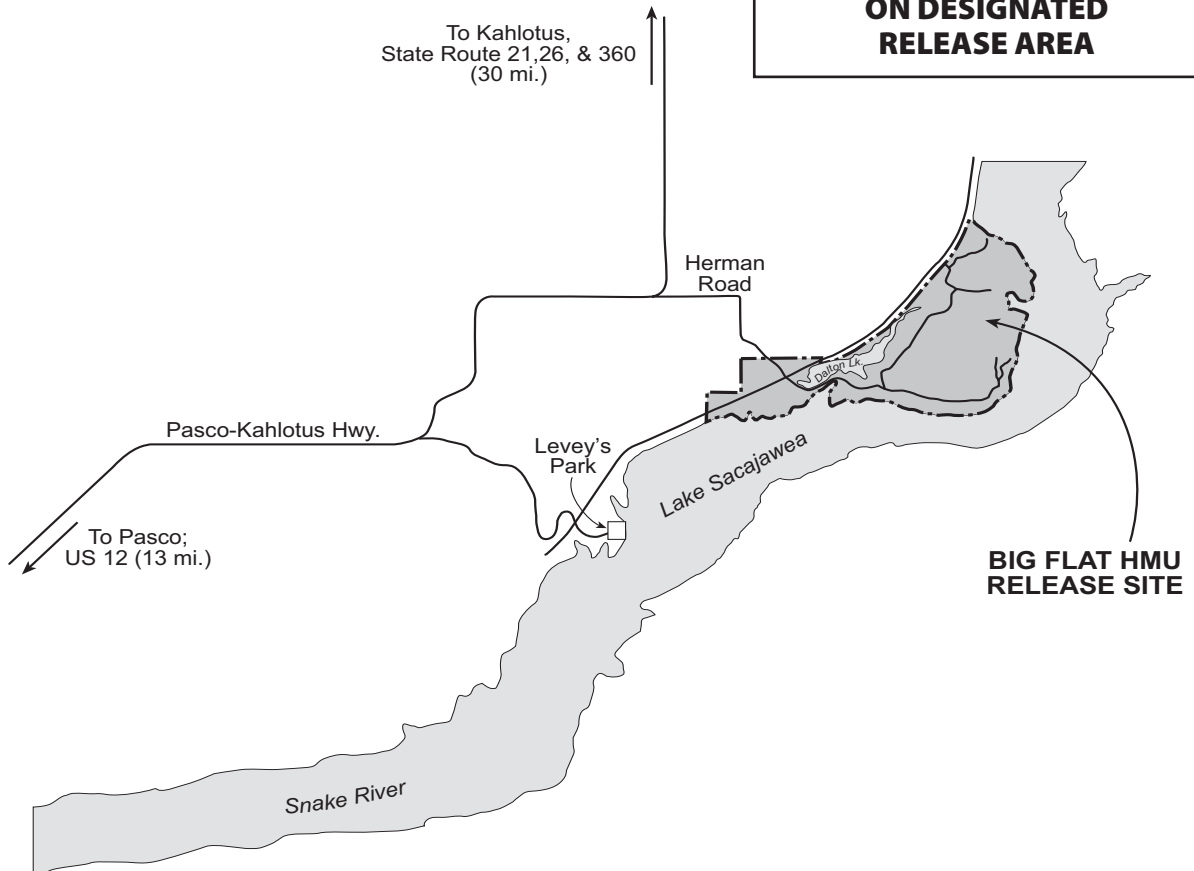 ON DESIGNATED
RELEASE AREA
To Kahlotus,
State Route 21,26, & 360
(30 mi.)
Herman
Road
Dalton Lk.
Pasco-Kahlotus Hwy.
Levey's
Park
Lake Sacajawea
To Pasco;
US 12 (13 mi.)
BIG FLAT HMU
RELEASE SITE
Snake River